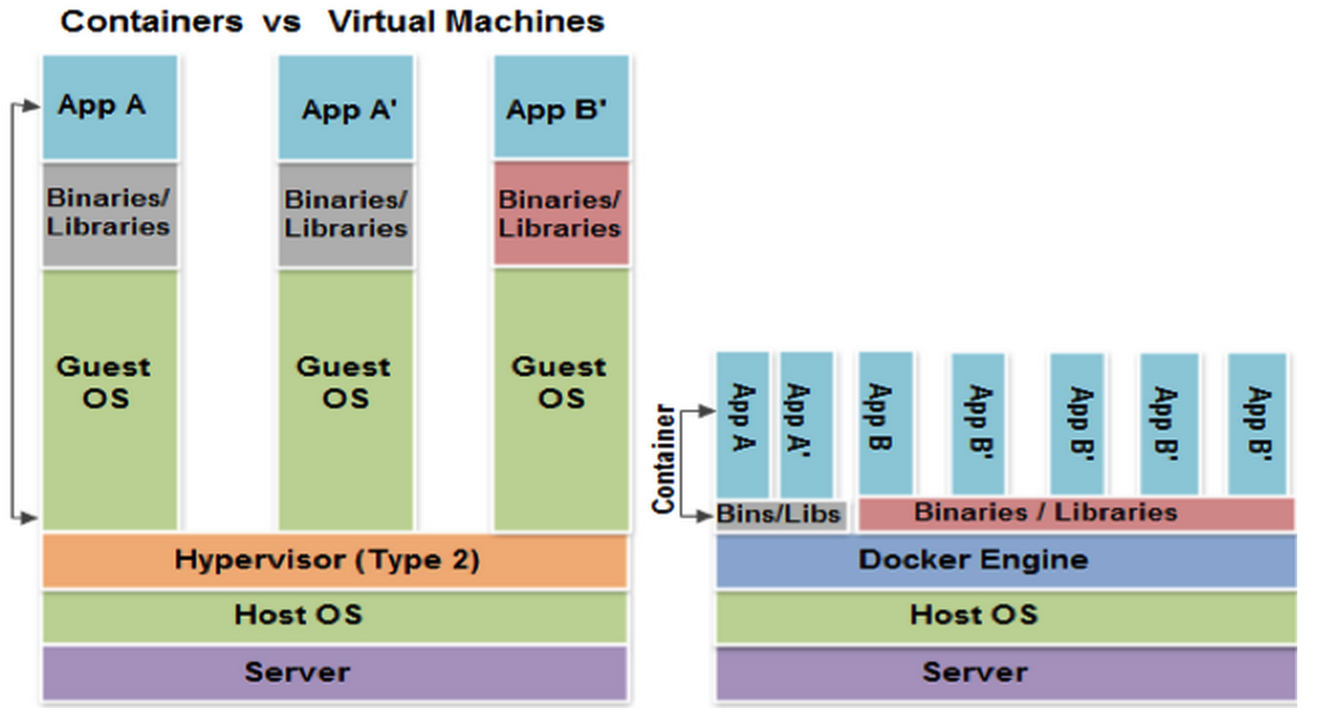 Containers vs Virtual Machines
App A
App A'
App B'
Binaries/
Libraries
Binaries/
Libraries
Binaries/
Libraries
Guest
OS
Guest
OS
Guest
OS
Hypervisor (Type 2)
Host OS
Server
Container
App A
App A'
App B
App B'
App B'
App B'
App B'
Bins/Libs
Binaries / Libraries
Docker Engine
Host OS
Server